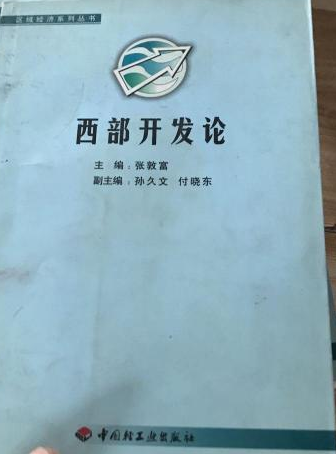 区域经济系列丛书
西部开发论
主 编：张敦富
副主编：孙久文 付晓东
中国轻工业出版社